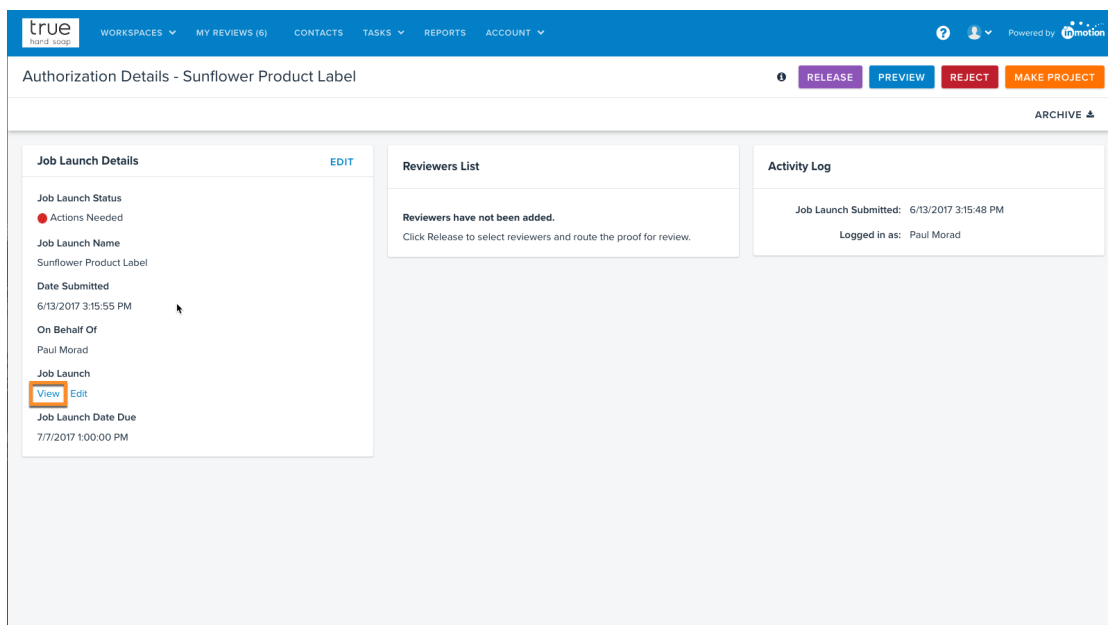 true
hand soap
WORKSPACES MY REVIEWS (6) CONTACTS TASKS REPORTS ACCOUNT ? Powered by inmotion
Authorization Details - Sunflower Product Label
RELEASE PREVIEW REJECT MAKE PROJECT
ARCHIVE
Job Launch Details EDIT
Job Launch Status
Actions Needed
Job Launch Name
Sunflower Product Label
Date Submitted
6/13/2017 3:15:55 PM
On Behalf Of
Paul Morad
Job Launch
View Edit
Job Launch Date Due
7/7/2017 1:00:00 PM
Reviewers List
Reviewers have not been added.
Click Release to select reviewers and route the proof for review.
Activity Log
Job Launch Submitted: 6/13/2017 3:15:48 PM
Logged in as: Paul Morad